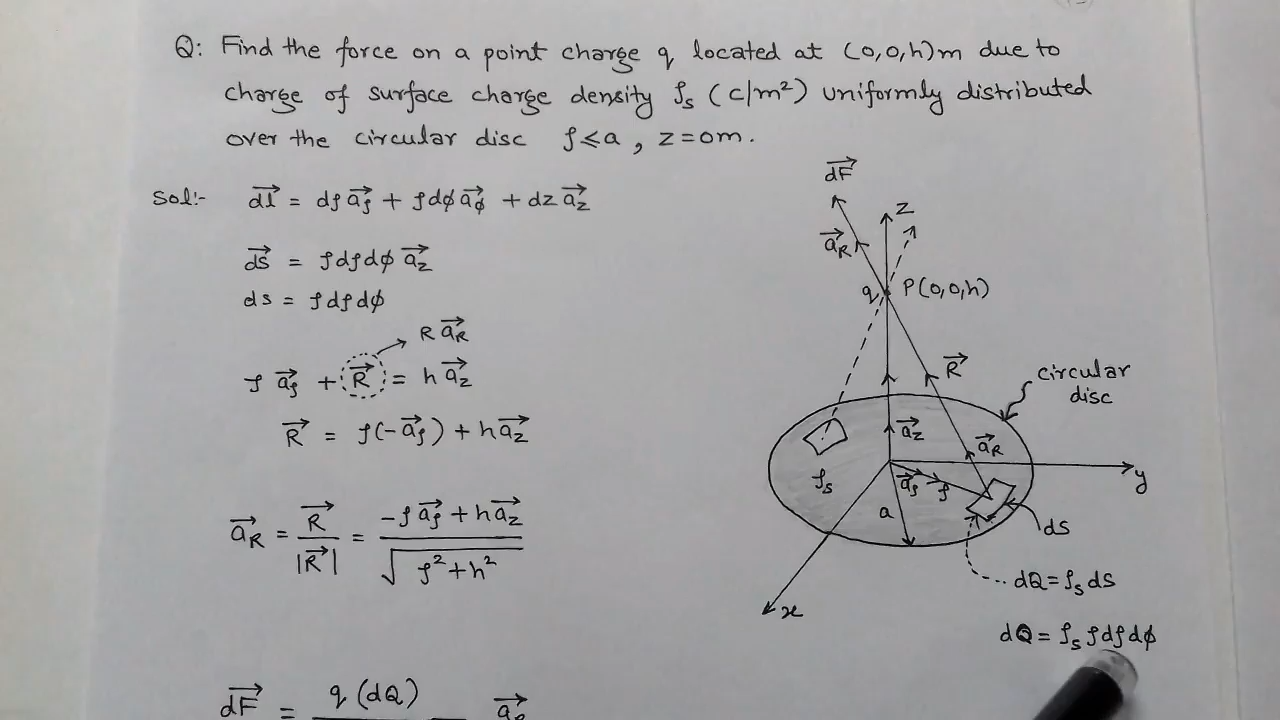 Q: Find the force on a point charge q located at (0,0,h)m due to
charge of surface charge density ρs (C/m²) uniformly distributed
over the circular disc ρ⩽a, z=0m.
Sol:- dl⃗ = dρ a⃗ρ + ρdϕ a⃗ϕ + dz a⃗z
ds⃗ = ρdρdϕ a⃗z
ds = ρdρdϕ
R a⃗R
ρ a⃗ρ + R⃗ = h a⃗z
R⃗ = ρ(-a⃗ρ) + h a⃗z
a⃗R = R⃗ / |R⃗| = (-ρ a⃗ρ + h a⃗z) / √(ρ²+h²)
dF⃗ = q(dQ) a⃗R
dF⃗
z
a⃗R
q P(0,0,h)
R⃗
circular
disc
a⃗z
a⃗R
ρs
a⃗ρ ρ
y
a
ds
x
dQ=ρs ds
dQ = ρs ρdρdϕ